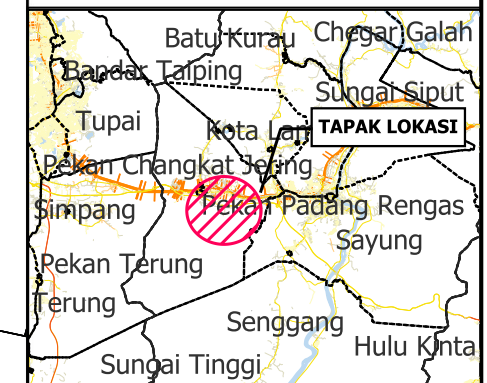 Batu Kurau
Chegar Galah
Bandar Taiping
Sungai Siput
Tupai
Kota Lam
TAPAK LOKASI
Pekan Changkat Jering
Simpang
Pekan Padang Rengas
Sayung
Pekan Terung
Terung
Senggang
Hulu Kinta
Sungai Tinggi